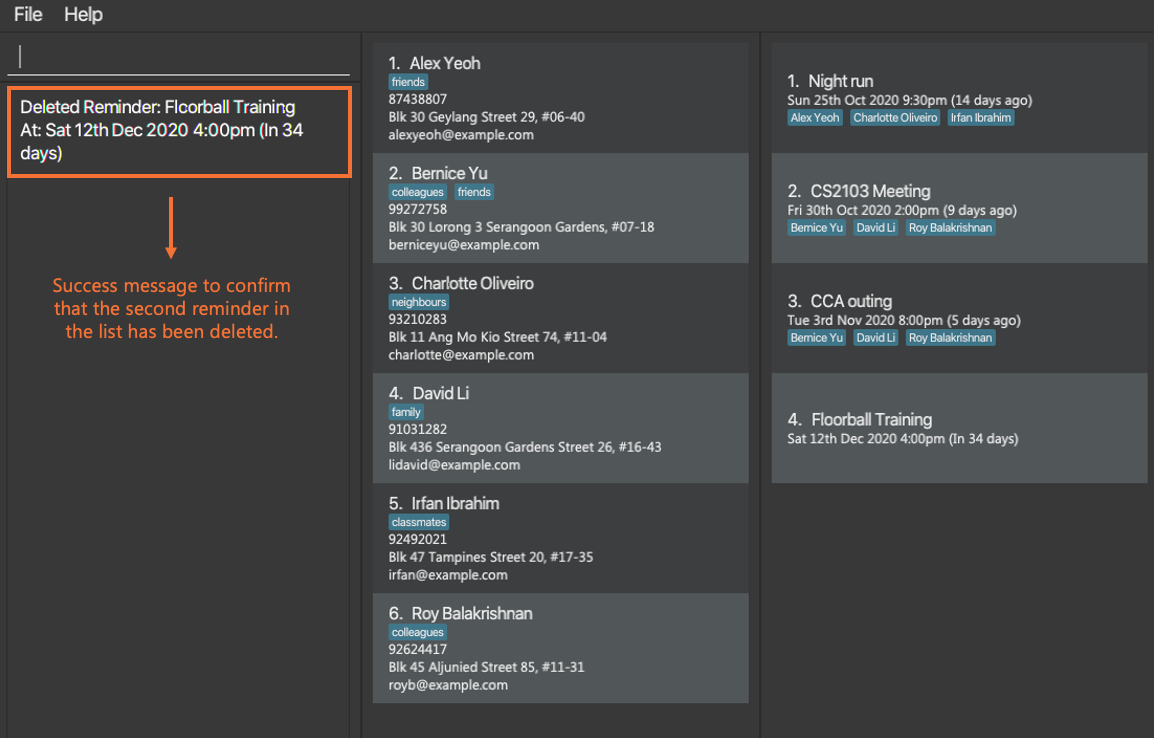 File Help
Deleted Reminder: Floorball Training
At: Sat 12th Dec 2020 4:00pm (In 34
days)
Success message to confirm
that the second reminder in
the list has been deleted.
1. Alex Yeoh
friends
87438807
Blk 30 Geylang Street 29, #06-40
alexyeoh@example.com
2. Bernice Yu
colleagues friends
99272758
Blk 30 Lorong 3 Serangoon Gardens, #07-18
berniceyu@example.com
3. Charlotte Oliveiro
neighbours
93210283
Blk 11 Ang Mo Kio Street 74, #11-04
charlotte@example.com
4. David Li
family
91031282
Blk 436 Serangoon Gardens Street 26, #16-43
lidavid@example.com
5. Irfan Ibrahim
classmates
92492021
Blk 47 Tampines Street 20, #17-35
irfan@example.com
6. Roy Balakrishnan
colleagues
92624417
Blk 45 Aljunied Street 85, #11-31
royb@example.com
1. Night run
Sun 25th Oct 2020 9:30pm (14 days ago)
Alex Yeoh Charlotte Oliveiro Irfan Ibrahim
2. CS2103 Meeting
Fri 30th Oct 2020 2:00pm (9 days ago)
Bernice Yu David Li Roy Balakrishnan
3. CCA outing
Tue 3rd Nov 2020 8:00pm (5 days ago)
Bernice Yu David Li Roy Balakrishnan
4. Floorball Training
Sat 12th Dec 2020 4:00pm (In 34 days)